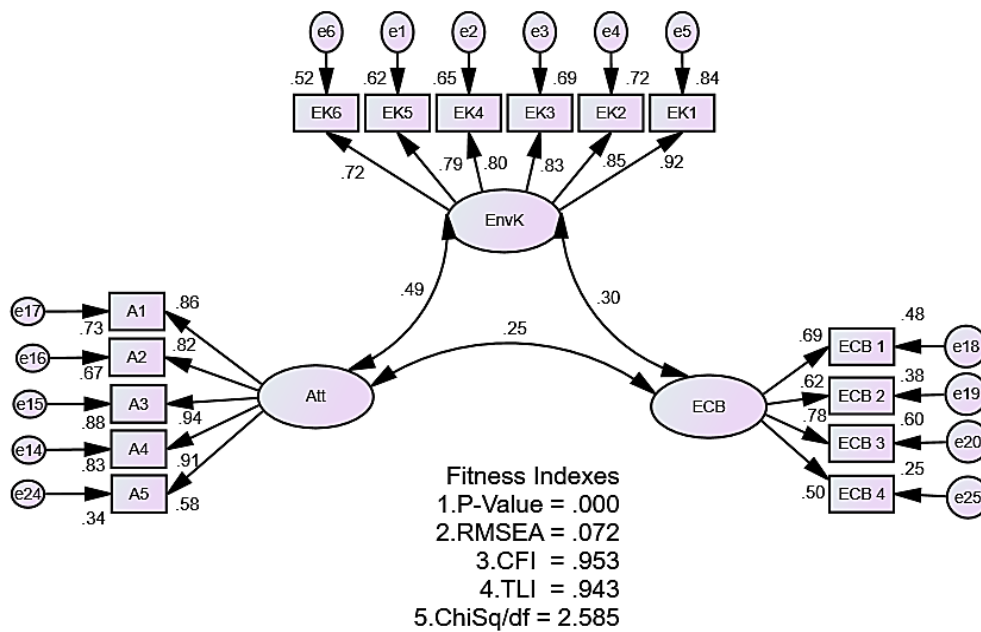 e6 e1 e2 e3 e4 e5
.52 .62 .65 .69 .72 .84
EK6 EK5 EK4 EK3 EK2 EK1
.72 .79 .80 .83 .85 .92
EnvK
.49 .30
.25
e17 A1 .86
.73
e16 A2 .82
.67
e15 A3 .94
.88
e14 A4 .91
.83
e24 A5 .58
.34
Att
ECB
.48
.69 ECB 1 e18
.38
.62 ECB 2 e19
.60
.78 ECB 3 e20
.25
.50 ECB 4 e25
Fitness Indexes
1.P-Value = .000
2.RMSEA = .072
3.CFI = .953
4.TLI = .943
5.ChiSq/df = 2.585